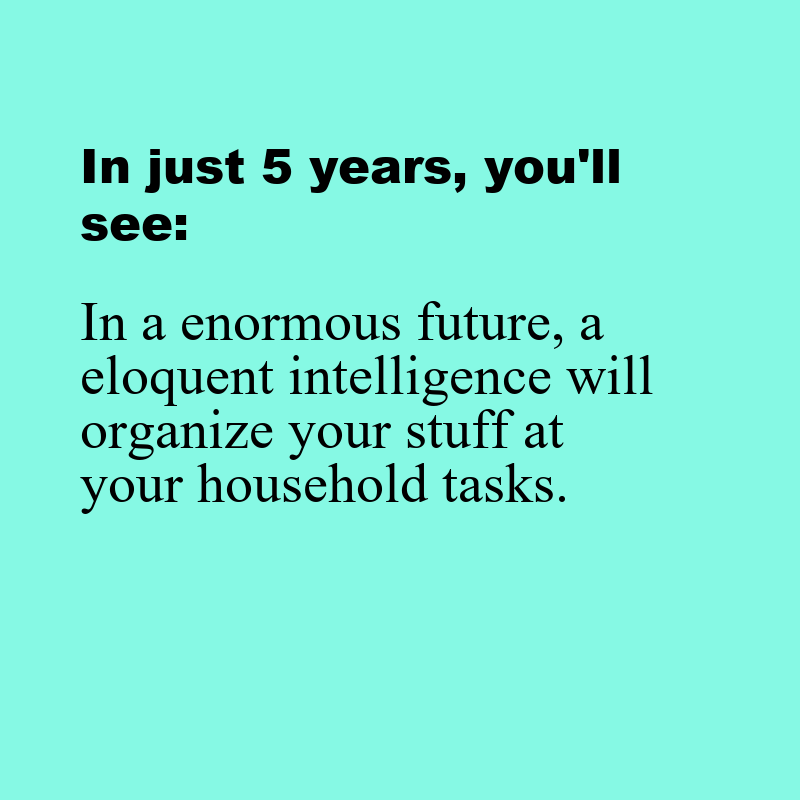 In just 5 years, you'll
see:
In a enormous future, a
eloquent intelligence will
organize your stuff at
your household tasks.